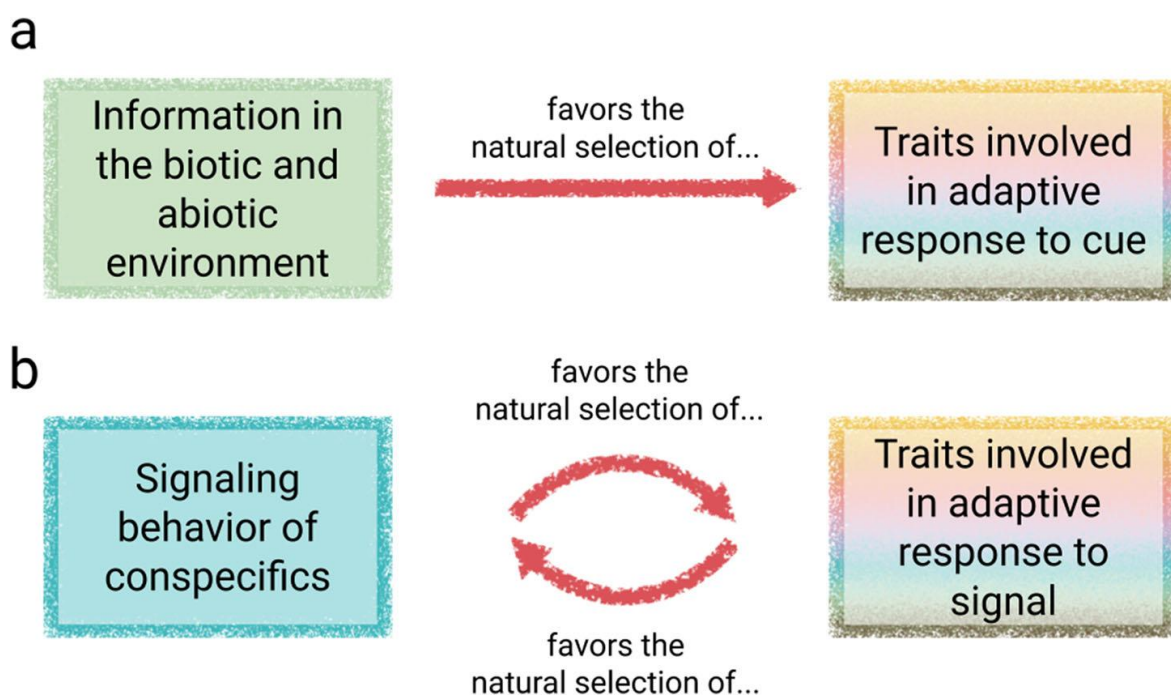 a
Information in
the biotic and
abiotic
environment
favors the
natural selection of...
Traits involved
in adaptive
response to cue
b
Signaling
behavior of
conspecifics
favors the
natural selection of...
favors the
natural selection of...
Traits involved
in adaptive
response to
signal